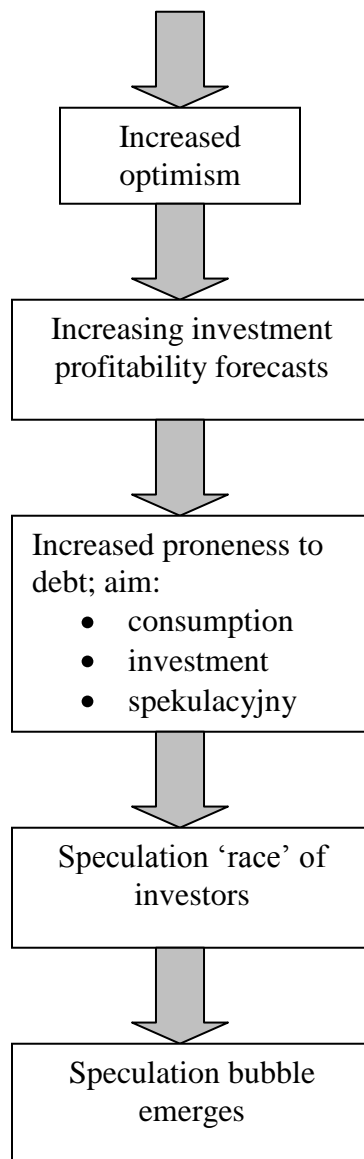 Increased
optimism
Increasing investment
profitability forecasts
Increased proneness to
debt; aim:
• consumption
• investment
• spekulacyjny
Speculation ‘race’ of
investors
Speculation bubble
emerges